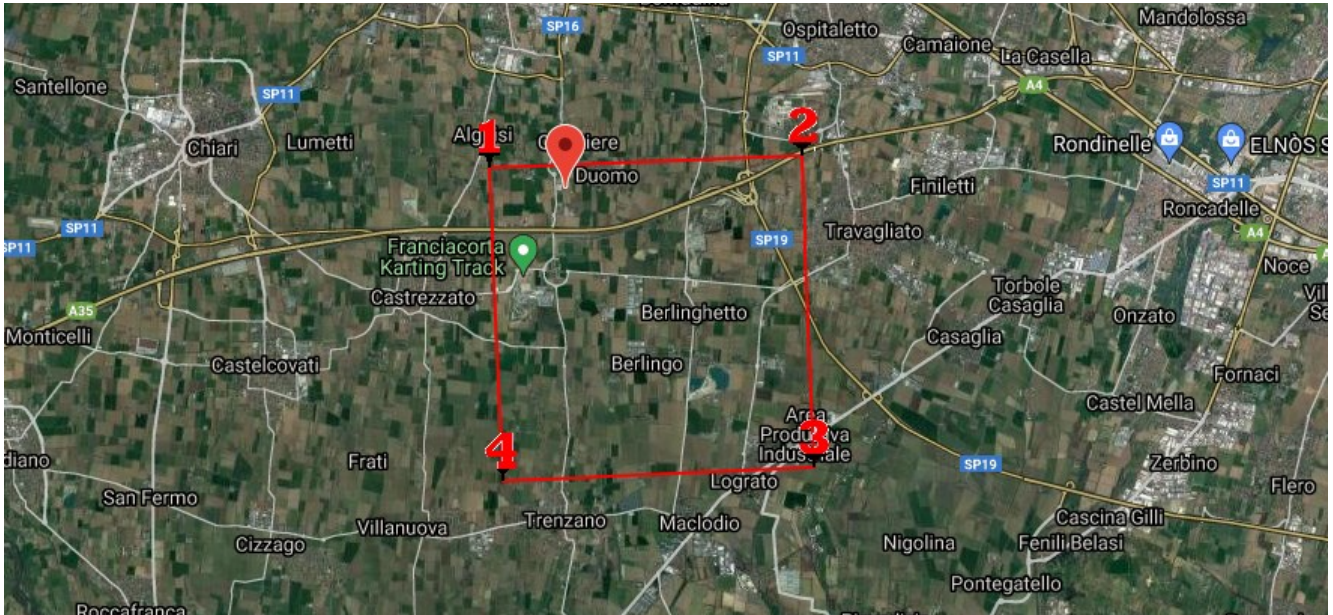 SP16
Ospitaletto
Mandolossa
Camaione
SP11
La Casella
Santellone
A4
SP11
1
2
Lumetti
Chiari
Rondinelle
ELNÒS S
Duomo
Finiletti
SP11
Roncadelle
SP11
SP11
Travagliato
SP19
A4
Franciacorta
Karting Track
Noce
Torbole
Casaglia
Castrezzato
A35
Berlinghetto
Onzato
Monticelli
Casaglia
Castelcovati
Berlingo
Fornaci
Castel Mella
Area
Produttiva
Industriale
3
4
diano
Frati
SP19
Zerbino
Lograto
Flero
San Fermo
Villanuova
Trenzano
Maclodio
Cascina Gilli
Cizzago
Nigolina
Fenili Belasi
Pontegatello
Roccafranca